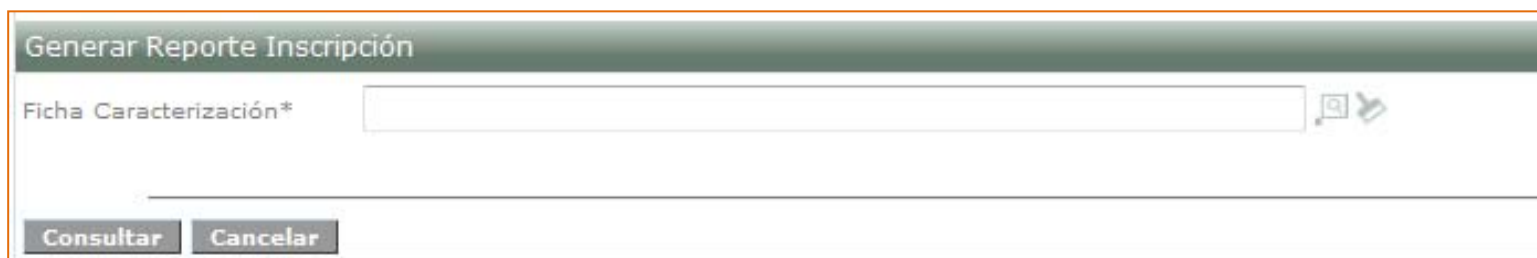 Generar Reporte Inscripción
Ficha Caracterización*
Consultar Cancelar